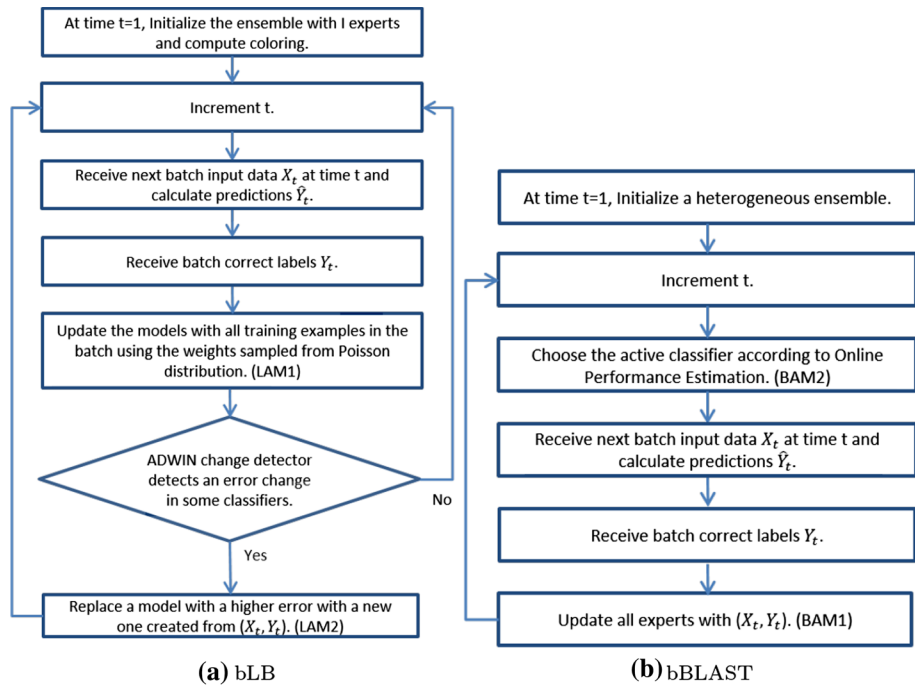 At time t=1, Initialize the ensemble with I experts
and compute coloring.
Increment t.
Receive next batch input data X_t at time t and
calculate predictions Ŷ_t.
Receive batch correct labels Y_t.
Update the models with all training examples in the
batch using the weights sampled from Poisson
distribution. (LAM1)
ADWIN change detector
detects an error change
in some classifiers.
No
Yes
Replace a model with a higher error with a new
one created from (X_t, Y_t). (LAM2)
(a) bLB
At time t=1, Initialize a heterogeneous ensemble.
Increment t.
Choose the active classifier according to Online
Performance Estimation. (BAM2)
Receive next batch input data X_t at time t and
calculate predictions Ŷ_t.
Receive batch correct labels Y_t.
Update all experts with (X_t, Y_t). (BAM1)
(b) bBLAST